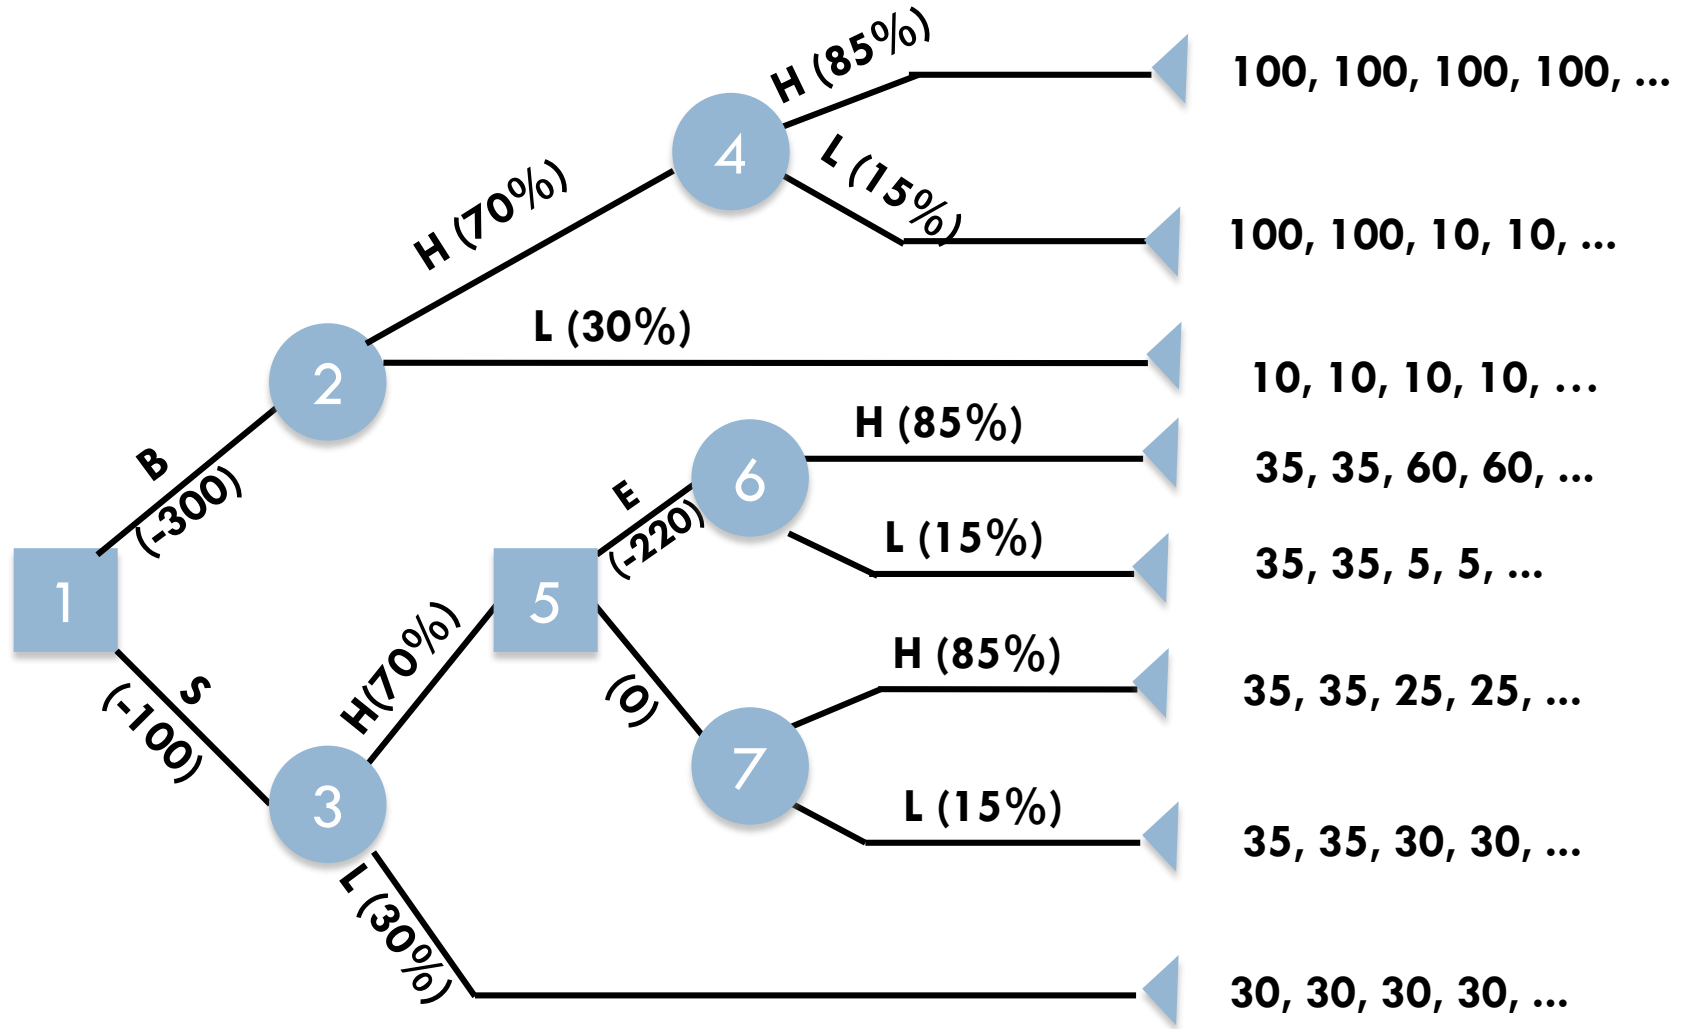 H (85%)
100, 100, 100, 100, ...
4
L (15%)
100, 100, 10, 10, ...
H (70%)
L (30%)
10, 10, 10, 10, ...
2
B
(-300)
H (85%)
35, 35, 60, 60, ...
6
E
(-220)
L (15%)
35, 35, 5, 5, ...
1
5
H(70%)
H (85%)
35, 35, 25, 25, ...
(0)
7
S
(-100)
L (15%)
35, 35, 30, 30, ...
3
L (30%)
30, 30, 30, 30, ...